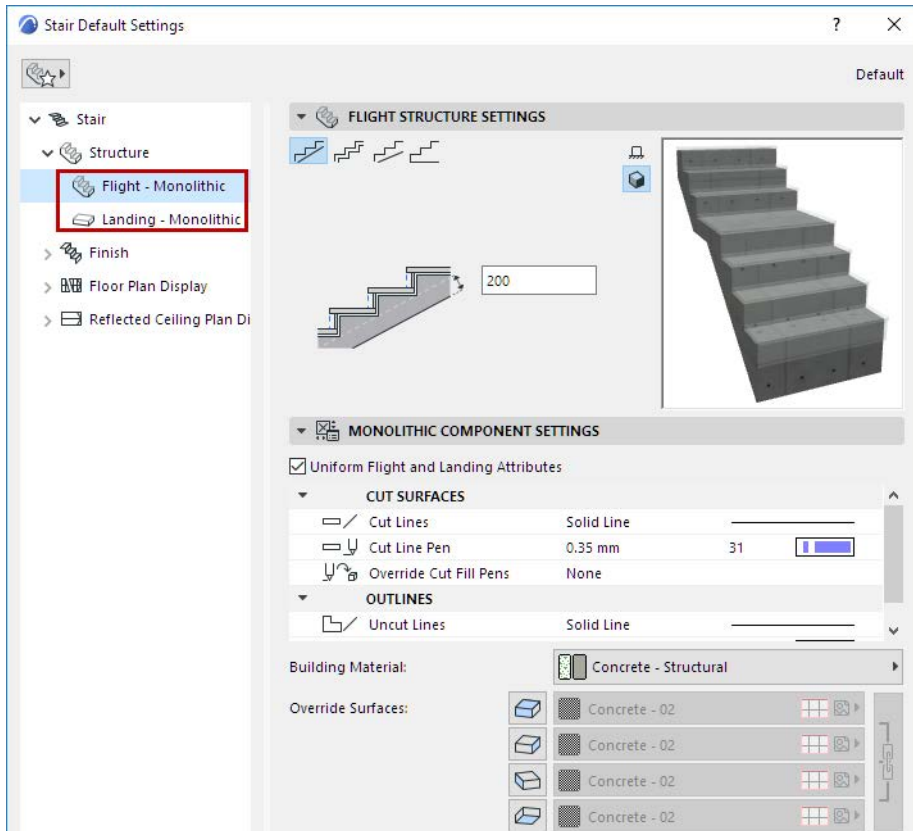 Stair Default Settings
?
Default
Stair
Structure
Flight - Monolithic
Landing - Monolithic
Finish
Floor Plan Display
Reflected Ceiling Plan Di
FLIGHT STRUCTURE SETTINGS
200
MONOLITHIC COMPONENT SETTINGS
Uniform Flight and Landing Attributes
CUT SURFACES
Cut Lines Solid Line
Cut Line Pen 0.35 mm 31
Override Cut Fill Pens None
OUTLINES
Uncut Lines Solid Line
Building Material: Concrete - Structural
Override Surfaces: Concrete - 02
Concrete - 02
Concrete - 02
Concrete - 02